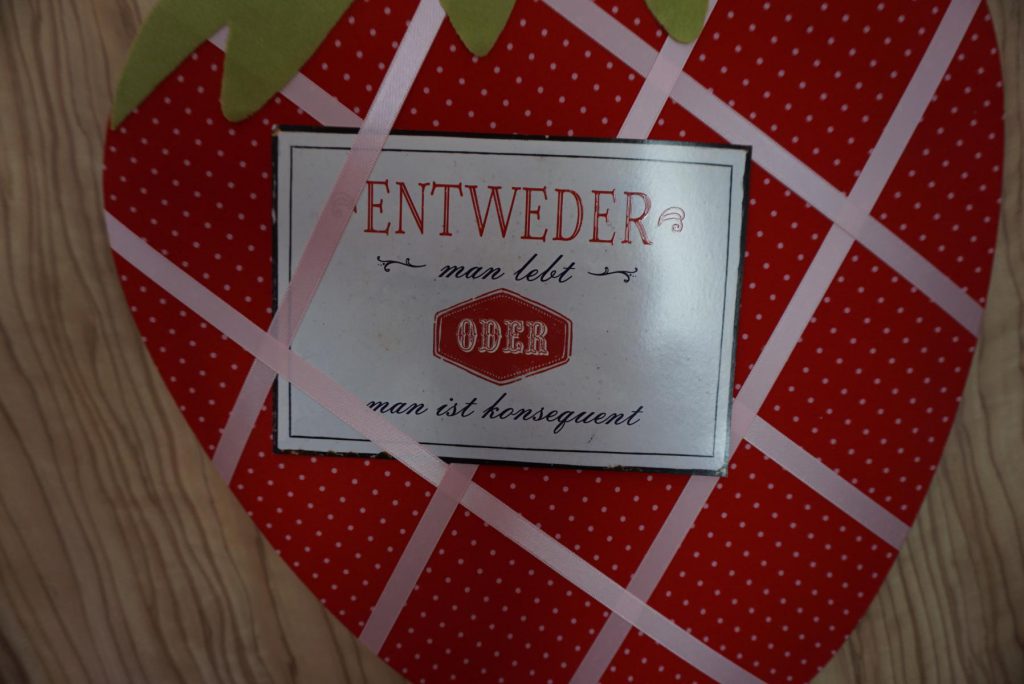 ENTWEDER
man lebt
ODER
man ist konsequent